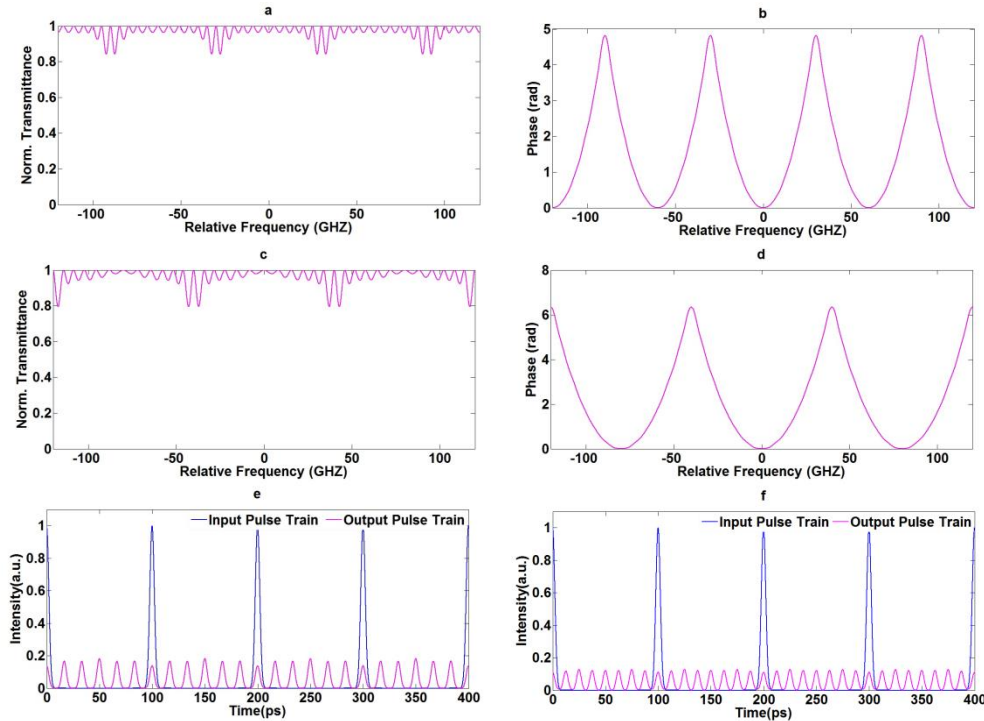 a
1
0.8
0.6
0.4
0.2
0
Norm. Transmittance
-100 -50 0 50 100
Relative Frequency (GHZ)
b
5
4
3
2
1
0
Phase (rad)
-100 -50 0 50 100
Relative Frequency (GHZ)
c
1
0.8
0.6
0.4
0.2
0
Norm. Transmittance
-100 -50 0 50 100
Relative Frequency (GHZ)
d
8
6
4
2
0
Phase (rad)
-100 -50 0 50 100
Relative Frequency (GHZ)
e
Input Pulse Train Output Pulse Train
1
0.8
0.6
0.4
0.2
0
Intensity(a.u.)
0 50 100 150 200 250 300 350 400
Time(ps)
f
Input Pulse Train Output Pulse Train
1
0.8
0.6
0.4
0.2
0
Intensity(a.u.)
0 50 100 150 200 250 300 350 400
Time(ps)